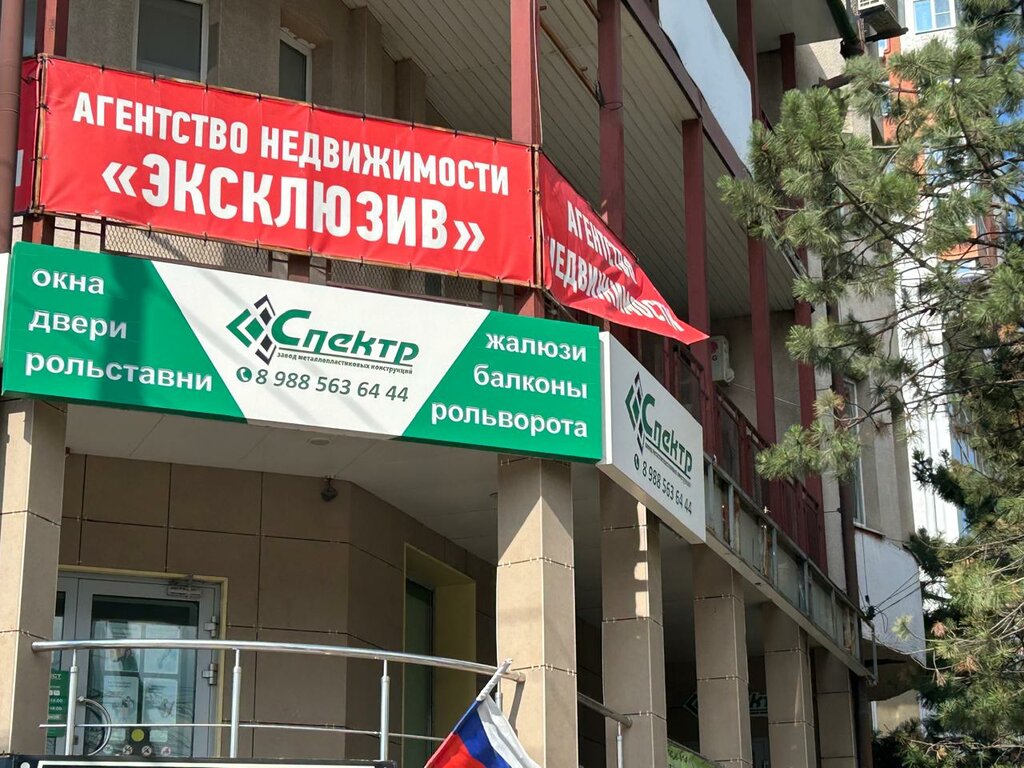 АГЕНТСТВО НЕДВИЖИМОСТИ
«ЭКСКЛЮЗИВ»
АГЕНТСТВО
НЕДВИЖИМОСТИ
окна
двери
рольставни
Спектр
завод металлопластиковых конструкций
8 988 563 64 44
жалюзи
балконы
рольворота
Спектр
8 988 563 64 44